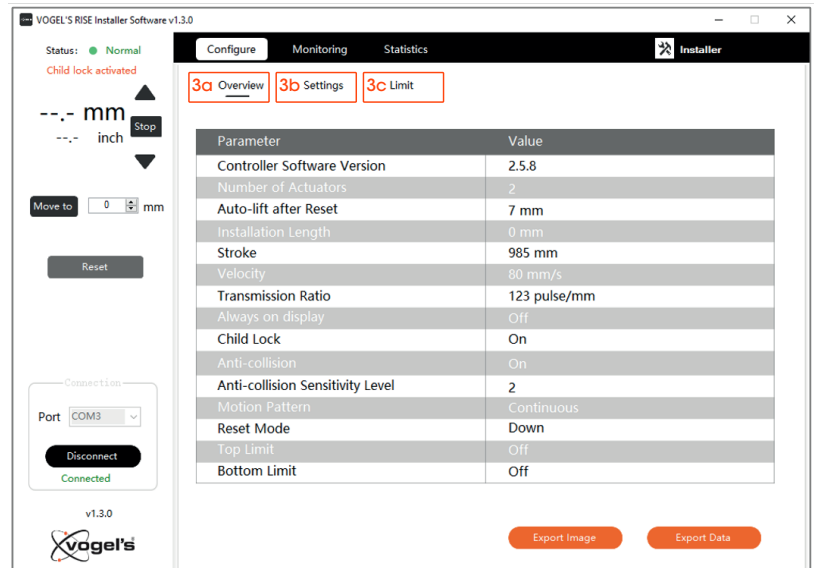 VOGEL'S RISE Installer Software v1.3.0
Status: Normal
Child lock activated
--.- mm
--.- inch
Stop
Move to 0 mm
Reset
Connection
Port COM3
Disconnect
Connected
v1.3.0
vogel's
Configure Monitoring Statistics Installer
3a Overview 3b Settings 3c Limit
Parameter Value
Controller Software Version 2.5.8
Number of Actuators 2
Auto-lift after Reset 7 mm
Installation Length 0 mm
Stroke 985 mm
Velocity 80 mm/s
Transmission Ratio 123 pulse/mm
Always on display Off
Child Lock On
Anti-collision On
Anti-collision Sensitivity Level 2
Motion Pattern Continuous
Reset Mode Down
Top Limit Off
Bottom Limit Off
Export Image Export Data